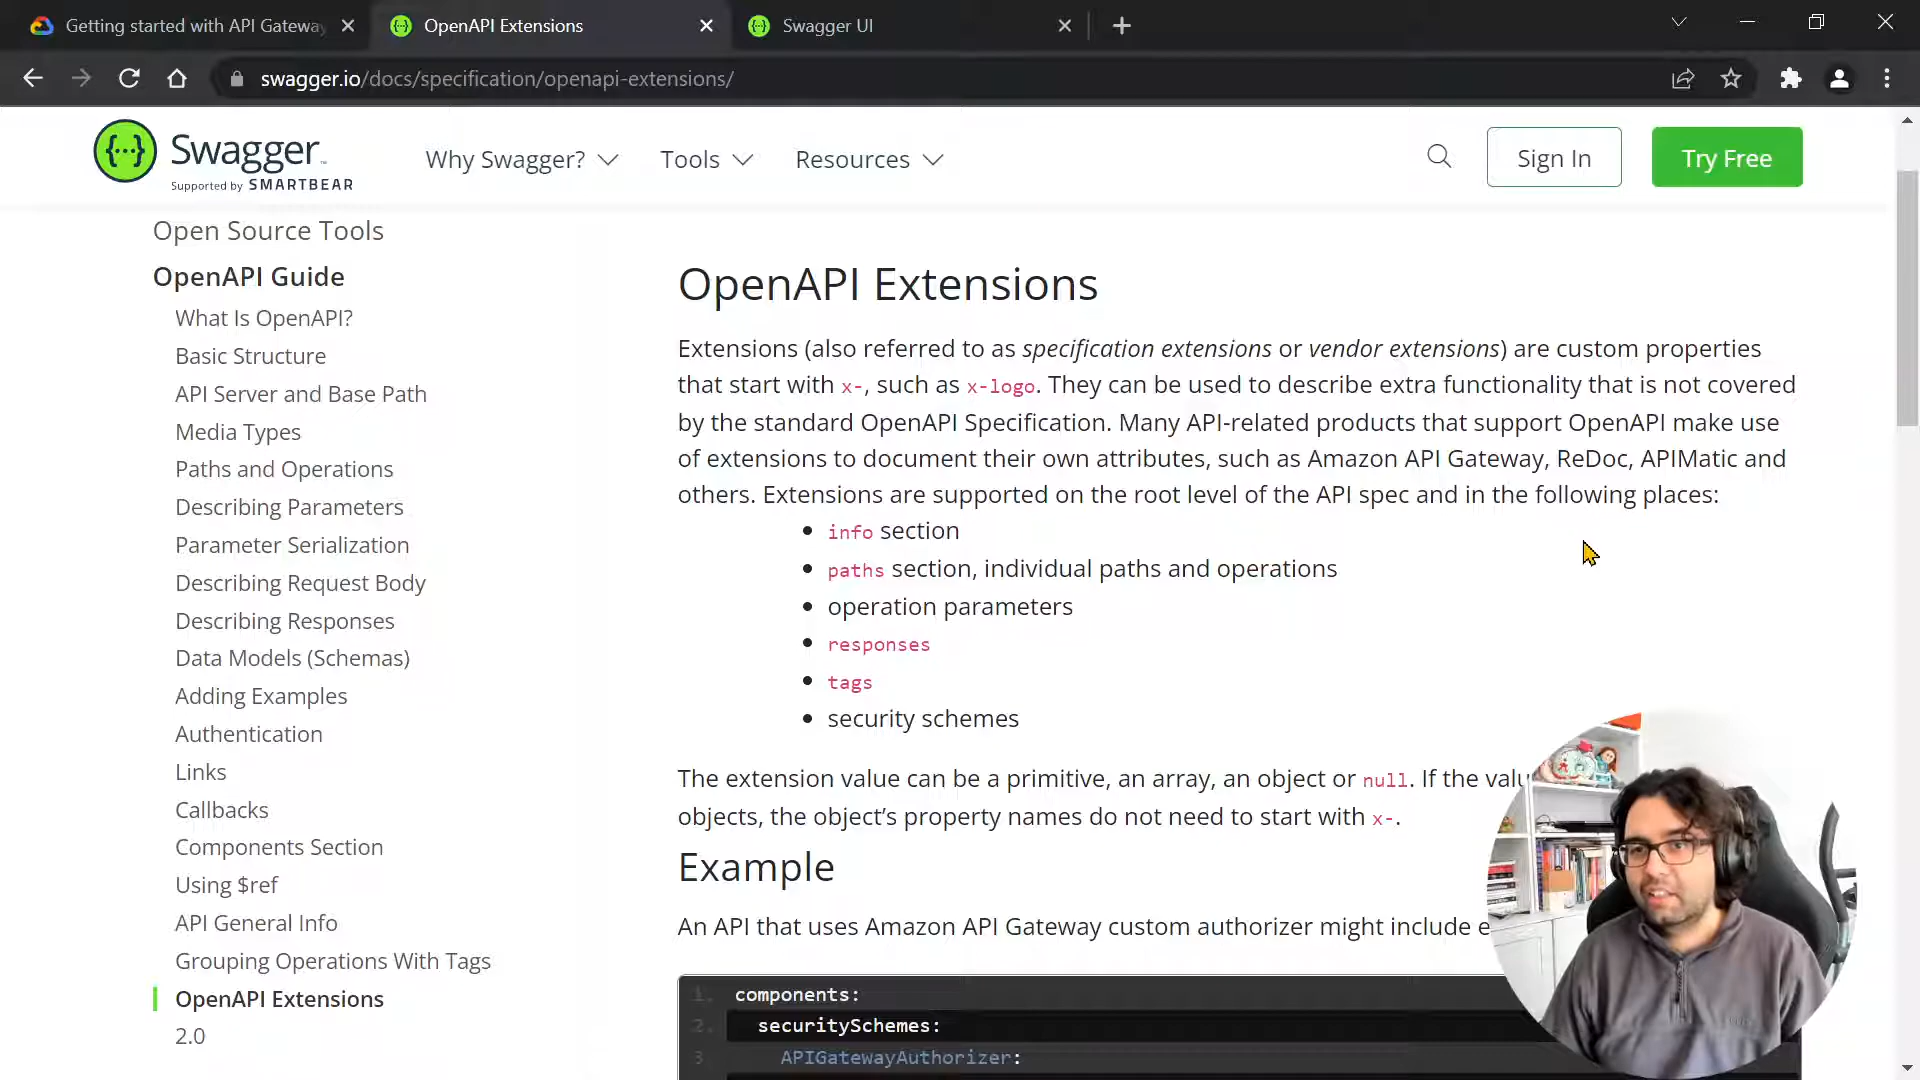 Getting started with API Gateway
OpenAPI Extensions
Swagger UI
swagger.io/docs/specification/openapi-extensions/
{···} Swagger™
Supported by SMARTBEAR
Why Swagger?
Tools
Resources
Sign In
Try Free
Open Source Tools
OpenAPI Guide
What Is OpenAPI?
Basic Structure
API Server and Base Path
Media Types
Paths and Operations
Describing Parameters
Parameter Serialization
Describing Request Body
Describing Responses
Data Models (Schemas)
Adding Examples
Authentication
Links
Callbacks
Components Section
Using $ref
API General Info
Grouping Operations With Tags
OpenAPI Extensions
2.0
OpenAPI Extensions
Extensions (also referred to as specification extensions or vendor extensions) are custom properties
that start with x-, such as x-logo. They can be used to describe extra functionality that is not covered
by the standard OpenAPI Specification. Many API-related products that support OpenAPI make use
of extensions to document their own attributes, such as Amazon API Gateway, ReDoc, APIMatic and
others. Extensions are supported on the root level of the API spec and in the following places:
• info section
• paths section, individual paths and operations
• operation parameters
• responses
• tags
• security schemes
The extension value can be a primitive, an array, an object or null. If the valu
objects, the object’s property names do not need to start with x-.
Example
An API that uses Amazon API Gateway custom authorizer might include e
1. components:
2. securitySchemes:
3 APIGatewayAuthorizer: